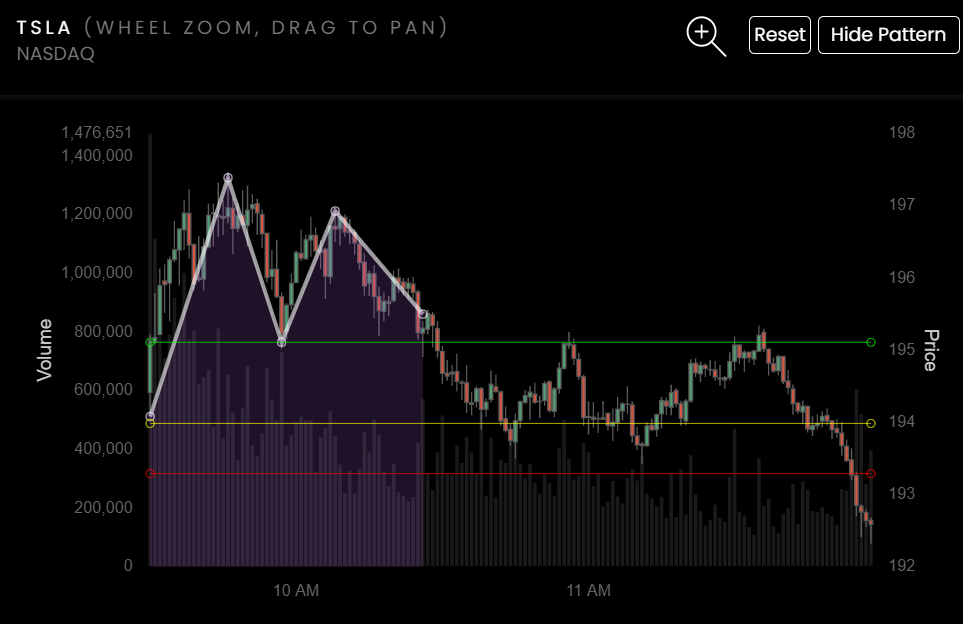 TSLA (WHEEL ZOOM, DRAG TO PAN)
NASDAQ
Reset
Hide Pattern
1,476,651
1,400,000
1,200,000
1,000,000
800,000
600,000
400,000
200,000
0
Volume
198
197
196
195
194
193
192
Price
10 AM
11 AM